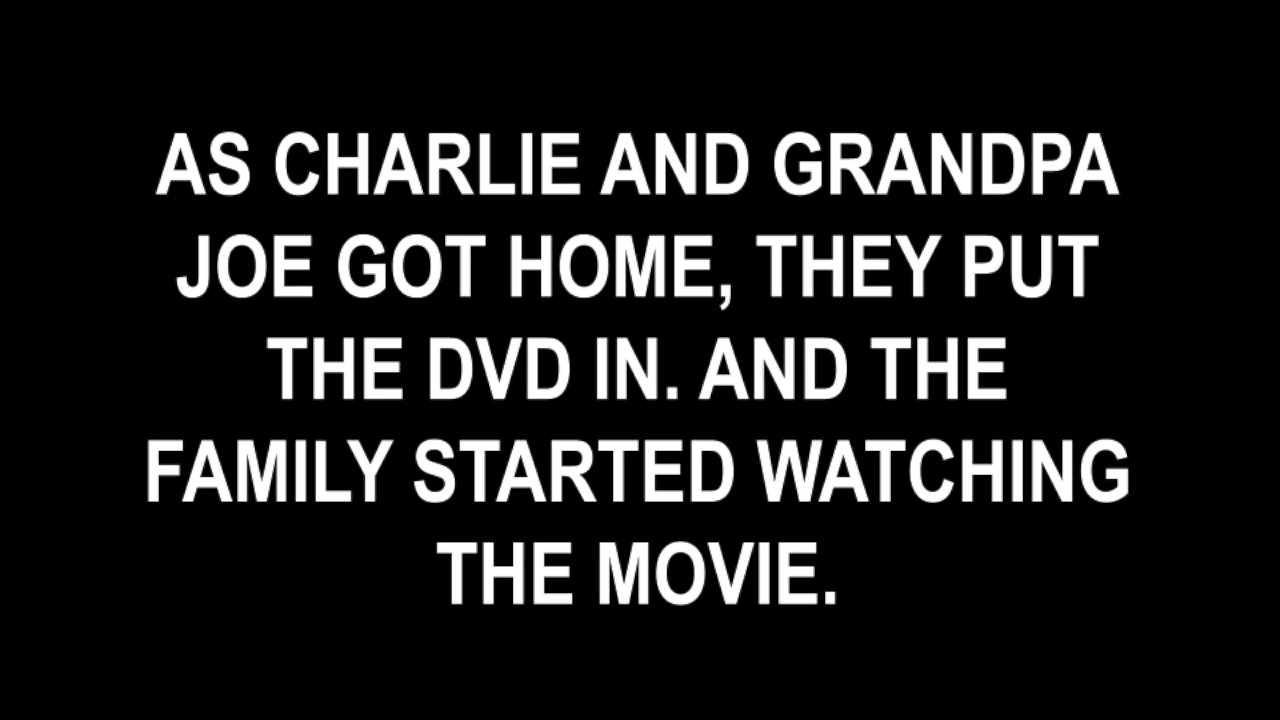 AS CHARLIE AND GRANDPA
JOE GOT HOME, THEY PUT
THE DVD IN. AND THE
FAMILY STARTED WATCHING
THE MOVIE.